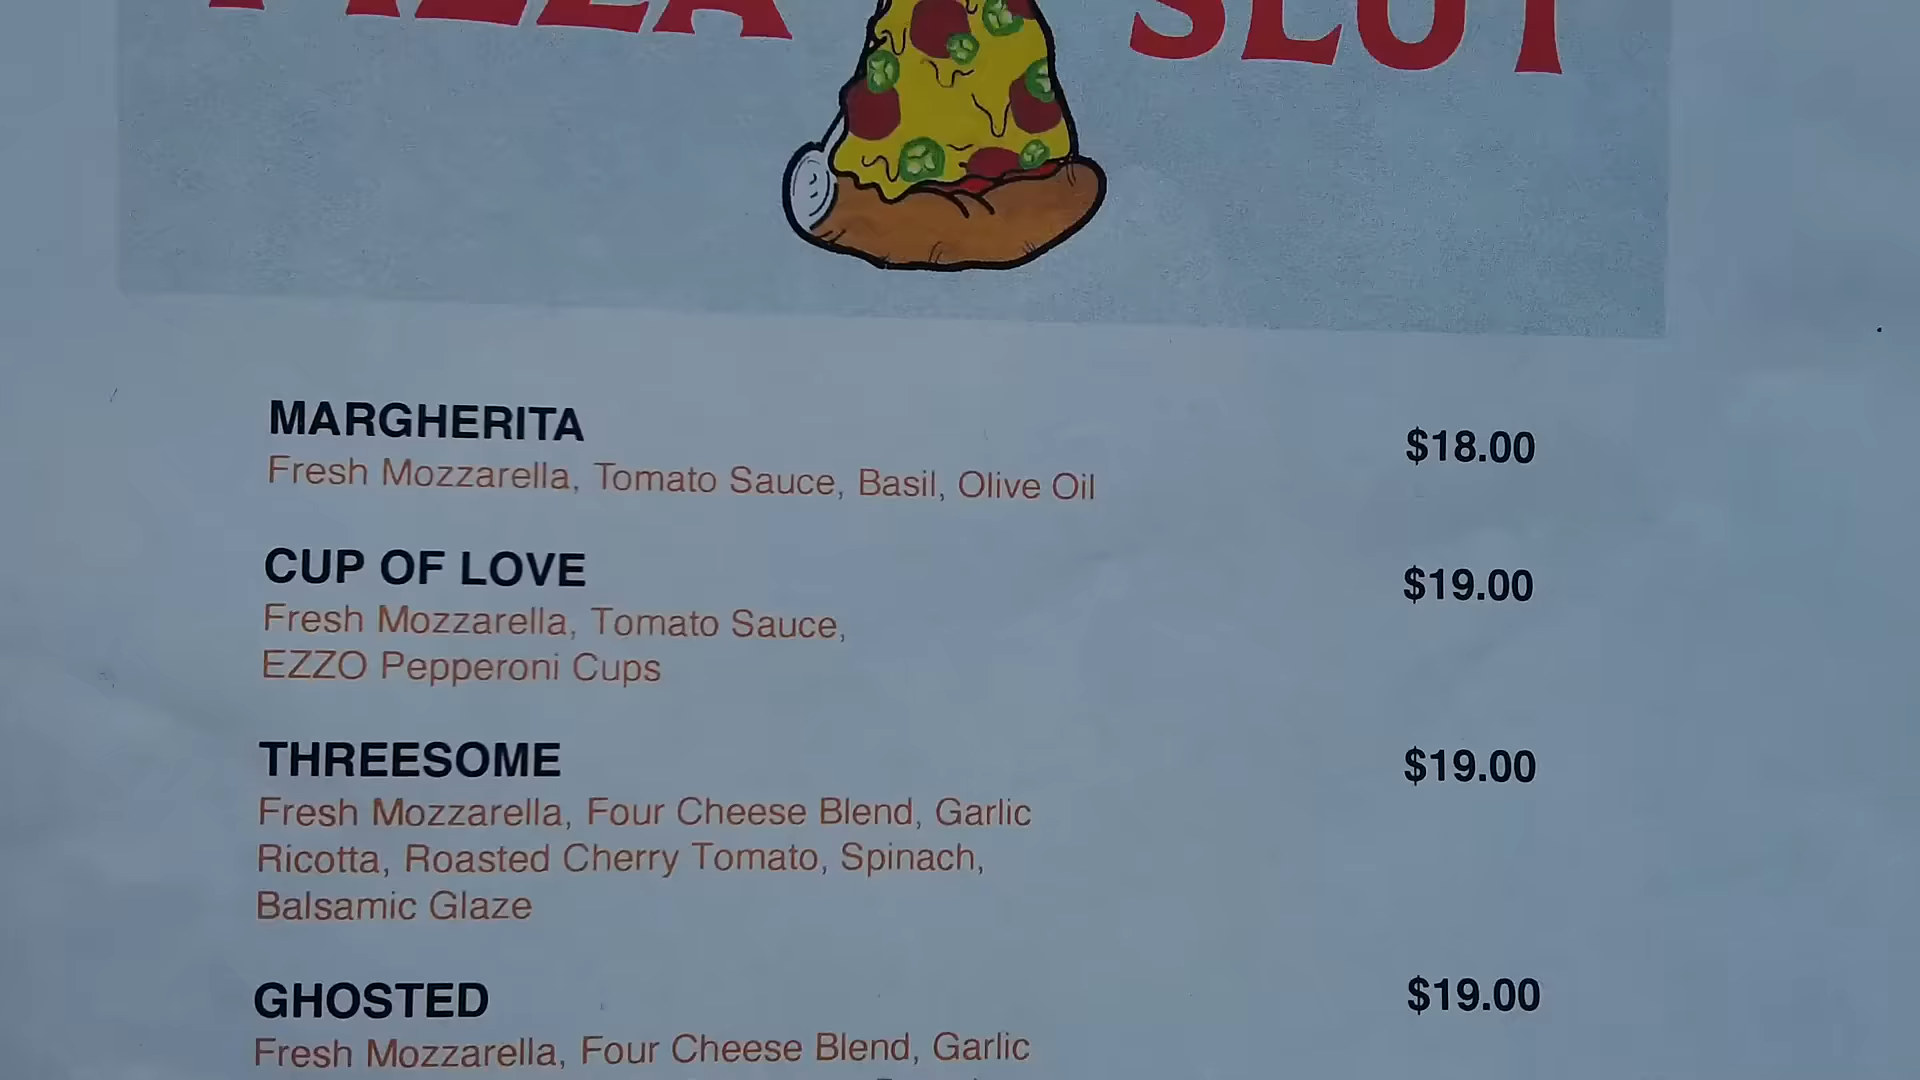 PIZZA SLUT
MARGHERITA $18.00
Fresh Mozzarella, Tomato Sauce, Basil, Olive Oil
CUP OF LOVE $19.00
Fresh Mozzarella, Tomato Sauce,
EZZO Pepperoni Cups
THREESOME $19.00
Fresh Mozzarella, Four Cheese Blend, Garlic
Ricotta, Roasted Cherry Tomato, Spinach,
Balsamic Glaze
GHOSTED $19.00
Fresh Mozzarella, Four Cheese Blend, Garlic